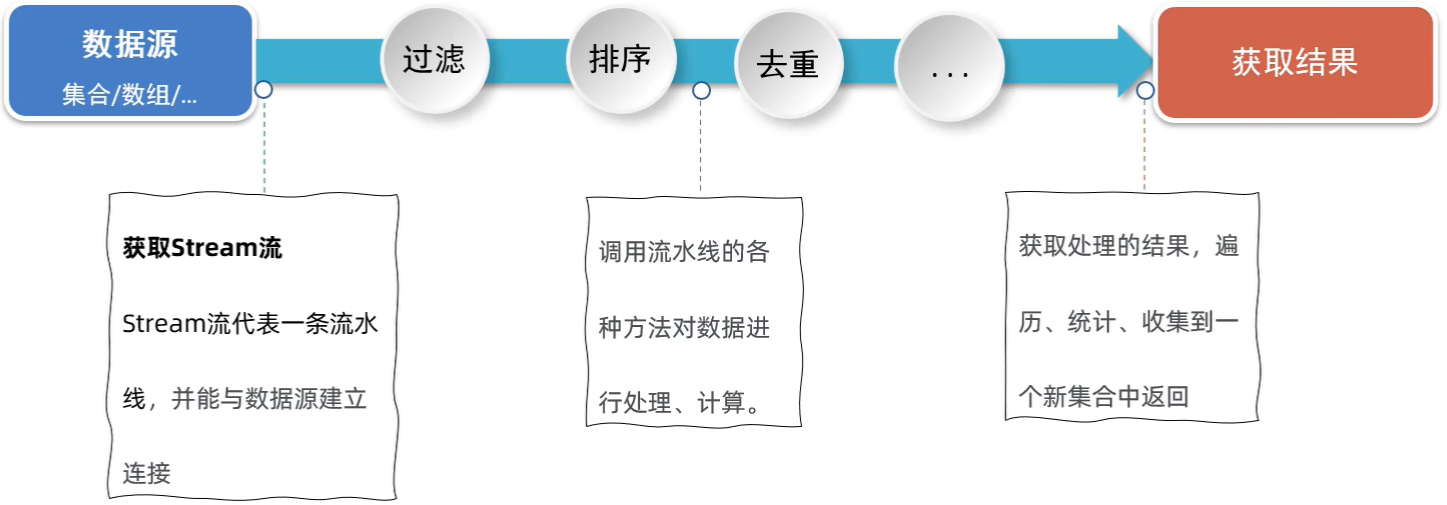 数据源
集合/数组/...
过滤
排序
去重
...
获取结果
获取Stream流
Stream流代表一条流水
线，并能与数据源建立
连接
调用流水线的各
种方法对数据进
行处理、计算。
获取处理的结果，遍
历、统计、收集到一
个新集合中返回